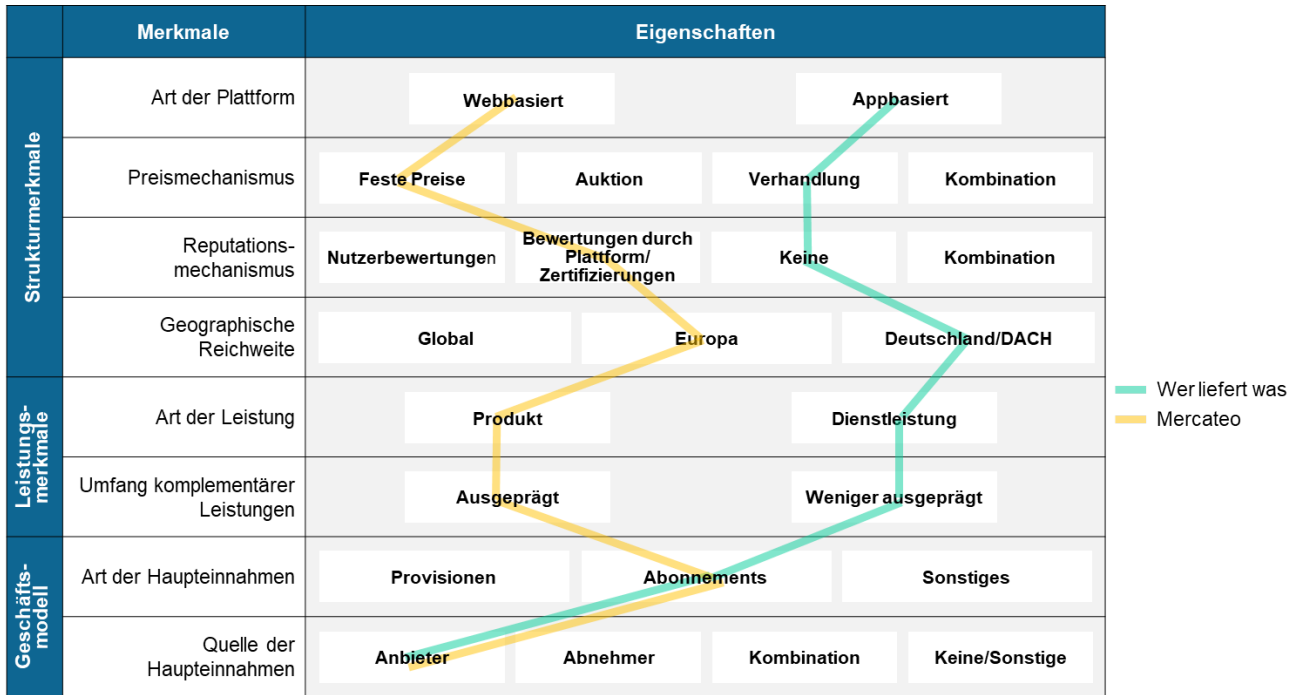 Merkmale
Eigenschaften
Strukturmerkmale
Art der Plattform
Webbasiert
Appbasiert
Preismechanismus
Feste Preise
Auktion
Verhandlung
Kombination
Reputations-
mechanismus
Nutzerbewertungen
Bewertungen durch
Plattform/
Zertifizierungen
Keine
Kombination
Geographische
Reichweite
Global
Europa
Deutschland/DACH
Leistungs-
merkmale
Art der Leistung
Produkt
Dienstleistung
Umfang komplementärer
Leistungen
Ausgeprägt
Weniger ausgeprägt
Geschäfts-
modell
Art der Haupteinnahmen
Provisionen
Abonnements
Sonstiges
Quelle der
Haupteinnahmen
Anbieter
Abnehmer
Kombination
Keine/Sonstige
Wer liefert was
Mercateo